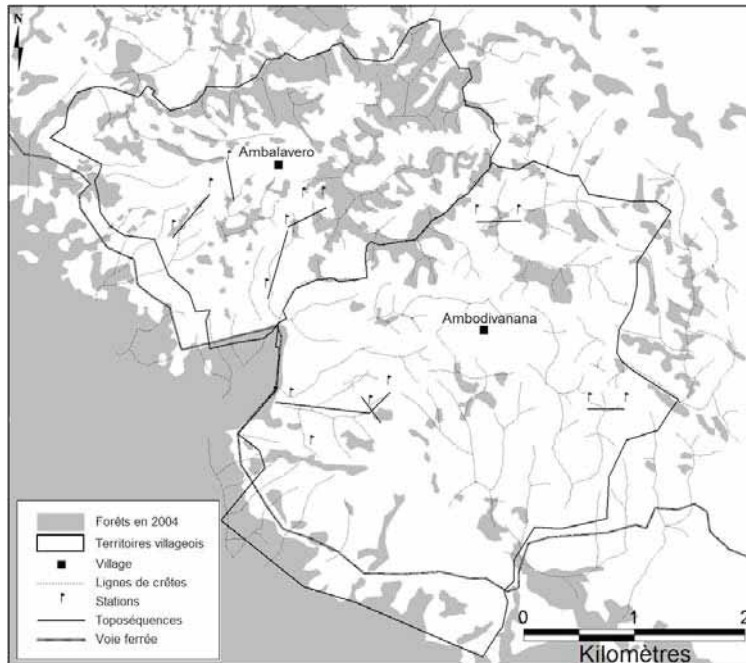 N
Ambalavero
Ambodivanana
Forêts en 2004
Territoires villageois
Village
Lignes de crêtes
Stations
Toposéquences
Voie ferrée
0 1 2
Kilomètres